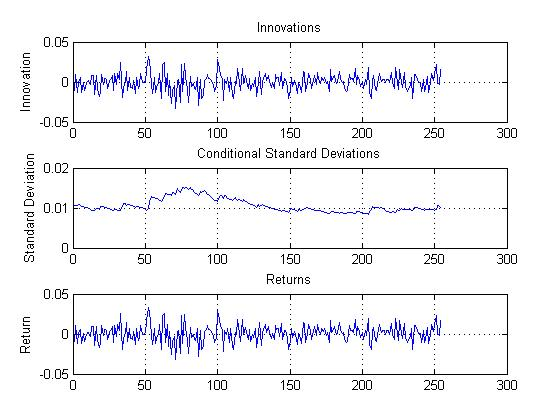 Innovations
Innovation
0.05
0
-0.05
0 50 100 150 200 250 300
Conditional Standard Deviations
Standard Deviation
0.02
0.01
0
0 50 100 150 200 250 300
Returns
Return
0.05
0
-0.05
0 50 100 150 200 250 300